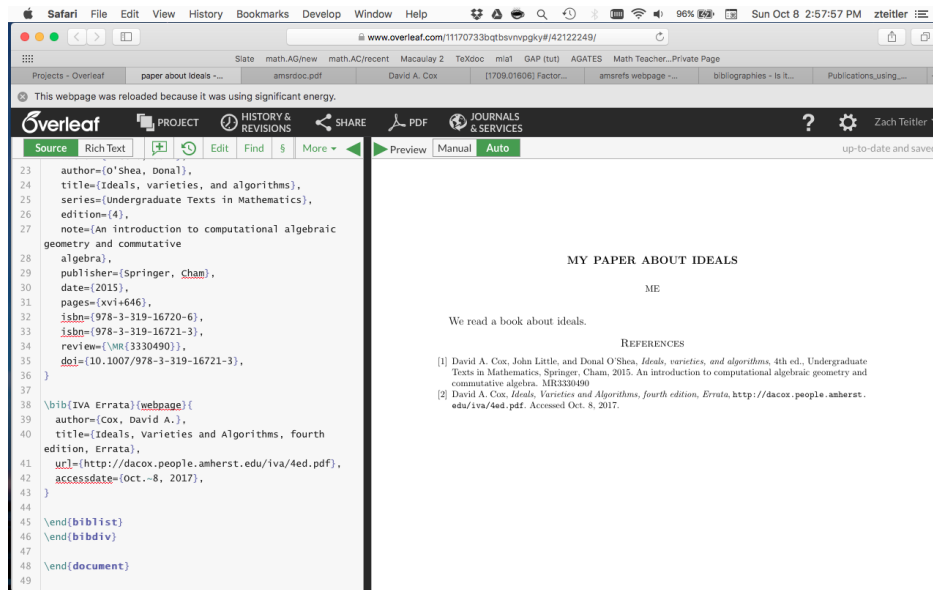 Safari File Edit View History Bookmarks Develop Window Help 96% Sun Oct 8 2:57:57 PM zteitler
www.overleaf.com/11170733bqtbsvnvpgky#/42122249/
Slate math.AG/new math.AC/recent Macaulay 2 TeXdoc mla1 GAP (tut) AGATES Math Teacher...Private Page
Projects - Overleaf paper about Ideals -... amsrdoc.pdf David A. Cox [1709.01606] Factor... amsrefs webpage -... bibliographies - Is it... Publications_using_...
This webpage was reloaded because it was using significant energy.
Overleaf PROJECT HISTORY & REVISIONS SHARE PDF JOURNALS & SERVICES ? Zach Teitler
Source Rich Text Edit Find § More Preview Manual Auto up-to-date and saved
23 author={O'Shea, Donal},
24 title={Ideals, varieties, and algorithms},
25 series={Undergraduate Texts in Mathematics},
26 edition={4},
27 note={An introduction to computational algebraic
geometry and commutative
28 algebra},
29 publisher={Springer, Cham},
30 date={2015},
31 pages={xvi+646},
32 isbn={978-3-319-16720-6},
33 isbn={978-3-319-16721-3},
34 review={\MR{3330490}},
35 doi={10.1007/978-3-319-16721-3},
36 }
37
38 \bib{IVA Errata}{webpage}{
39 author={Cox, David A.},
40 title={Ideals, Varieties and Algorithms, fourth
edition, Errata},
41 url={http://dacox.people.amherst.edu/iva/4ed.pdf},
42 accessdate={Oct.~8, 2017},
43 }
44
45 \end{biblist}
46 \end{bibdiv}
47
48 \end{document}
49
MY PAPER ABOUT IDEALS
ME
We read a book about ideals.
References
[1] David A. Cox, John Little, and Donal O'Shea, Ideals, varieties, and algorithms, 4th ed., Undergraduate
Texts in Mathematics, Springer, Cham, 2015. An introduction to computational algebraic geometry and
commutative algebra. MR3330490
[2] David A. Cox, Ideals, Varieties and Algorithms, fourth edition, Errata, http://dacox.people.amherst.
edu/iva/4ed.pdf. Accessed Oct. 8, 2017.